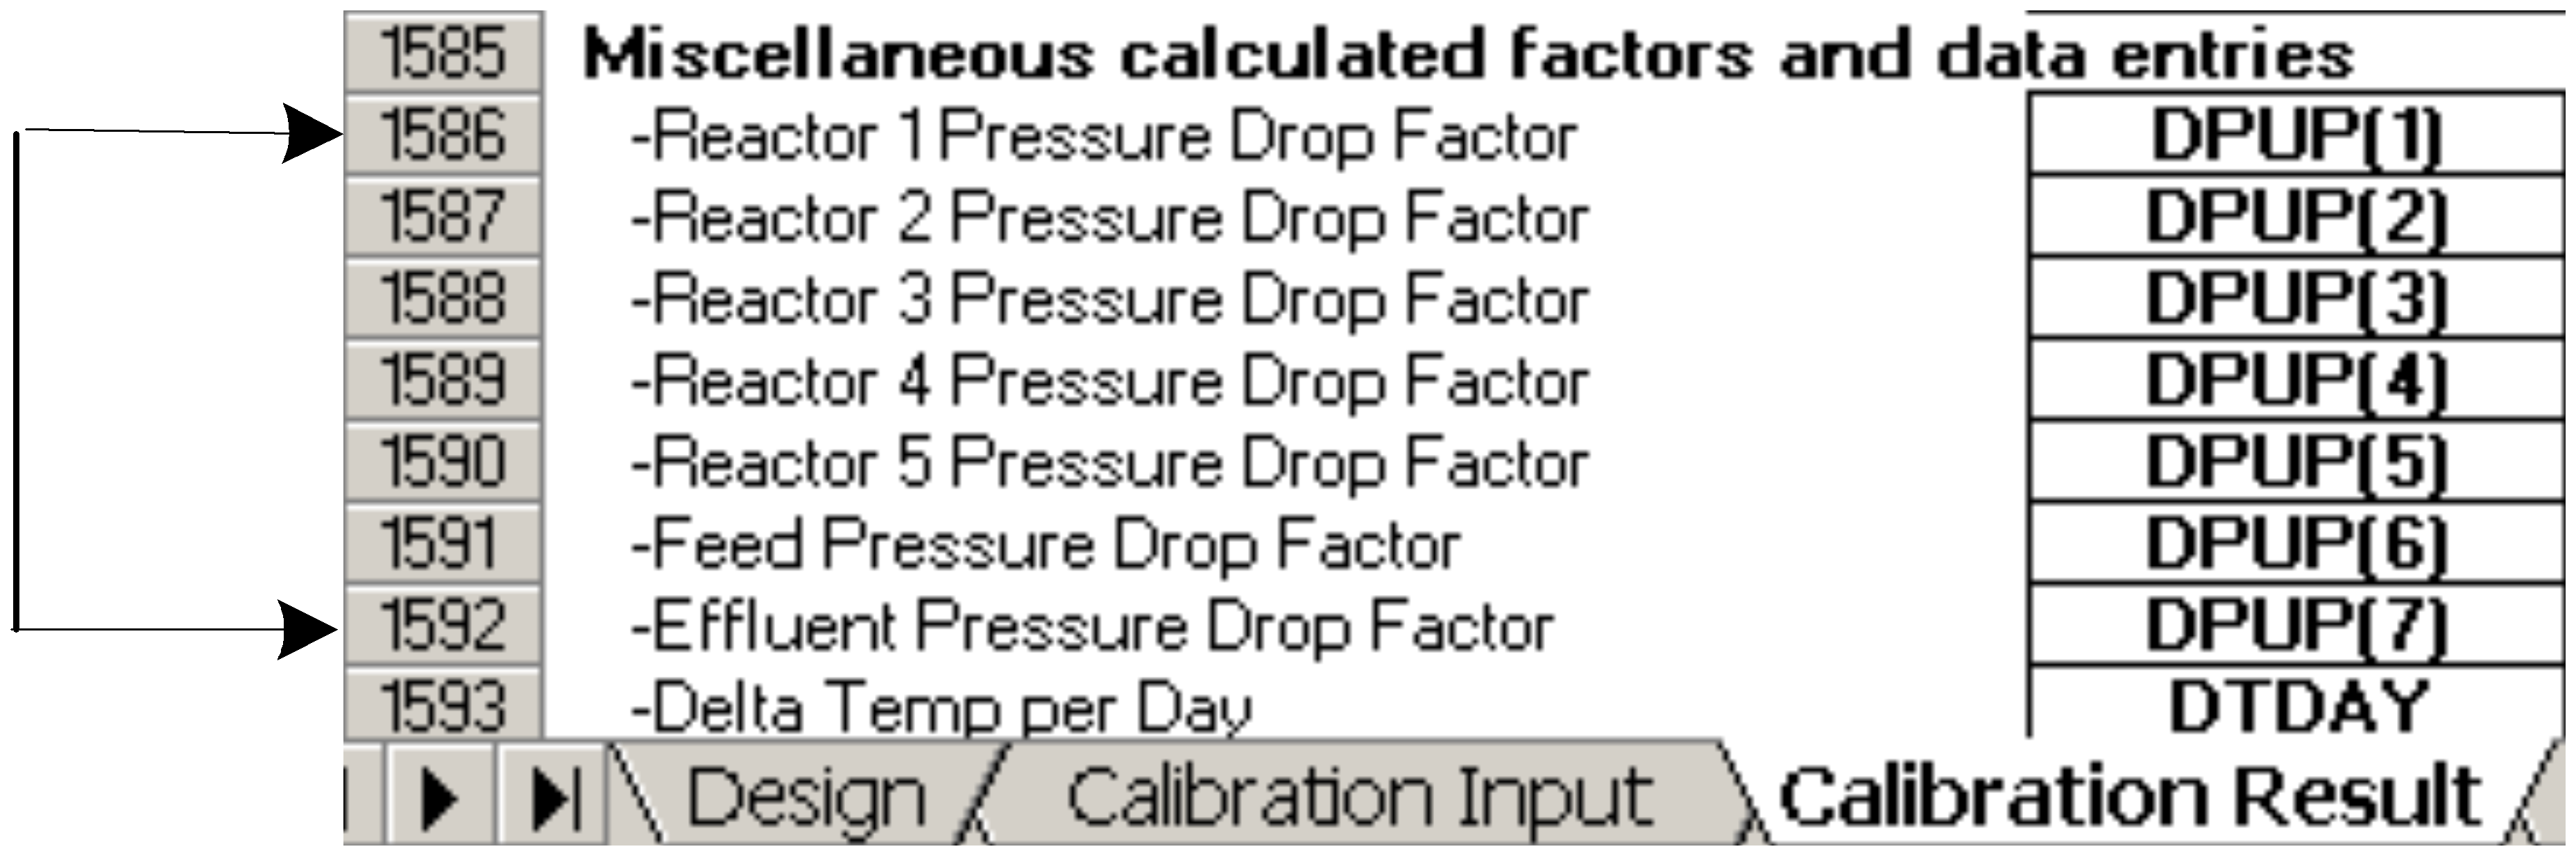 1585 Miscellaneous calculated factors and data entries
1586 -Reactor 1 Pressure Drop Factor DPUP(1)
1587 -Reactor 2 Pressure Drop Factor DPUP(2)
1588 -Reactor 3 Pressure Drop Factor DPUP(3)
1589 -Reactor 4 Pressure Drop Factor DPUP(4)
1590 -Reactor 5 Pressure Drop Factor DPUP(5)
1591 -Feed Pressure Drop Factor DPUP(6)
1592 -Effluent Pressure Drop Factor DPUP(7)
1593 -Delta Temp per Day DTDAY
Design Calibration Input Calibration Result